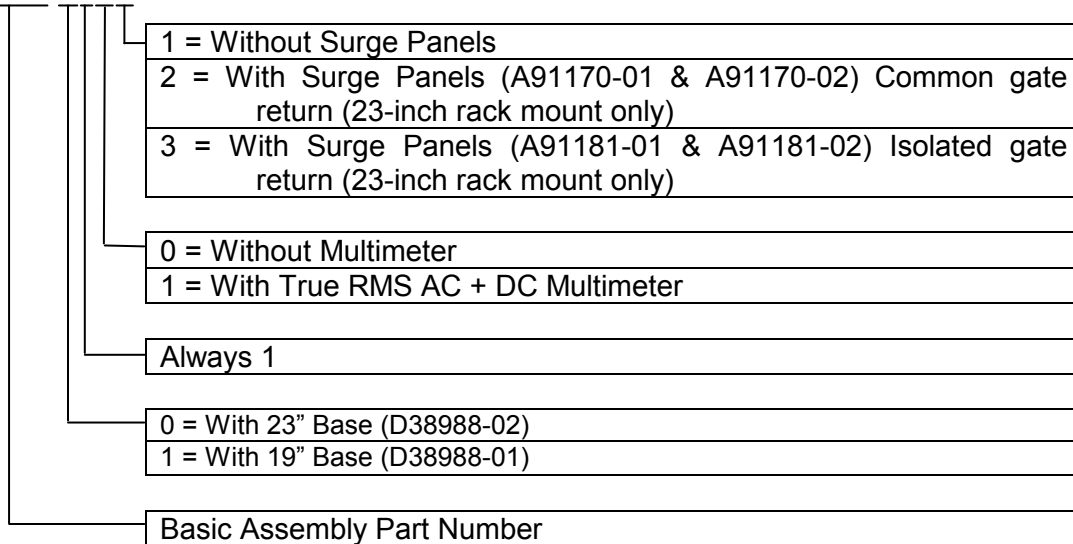 1 = Without Surge Panels
2 = With Surge Panels (A91170-01 & A91170-02) Common gate
return (23-inch rack mount only)
3 = With Surge Panels (A91181-01 & A91181-02) Isolated gate
return (23-inch rack mount only)
0 = Without Multimeter
1 = With True RMS AC + DC Multimeter
Always 1
0 = With 23” Base (D38988-02)
1 = With 19” Base (D38988-01)
Basic Assembly Part Number